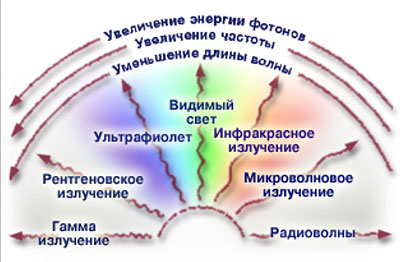 Увеличение энергии фотонов
Увеличение частоты
Уменьшение длины волны
Видимый
свет
Ультрафиолет
Инфракрасное
излучение
Рентгеновское
излучение
Микроволновое
излучение
Гамма
излучение
Радиоволны